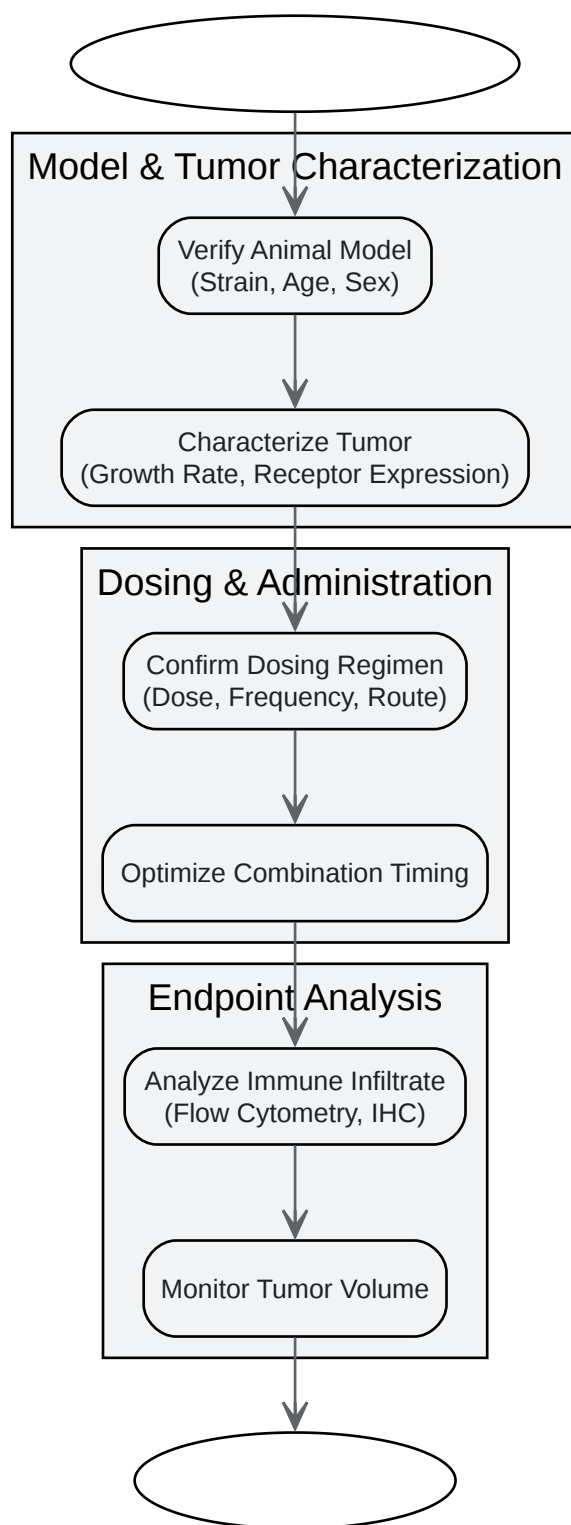 Model & Tumor Characterization
Verify Animal Model
(Strain, Age, Sex)
Characterize Tumor
(Growth Rate, Receptor Expression)
Dosing & Administration
Confirm Dosing Regimen
(Dose, Frequency, Route)
Optimize Combination Timing
Endpoint Analysis
Analyze Immune Infiltrate
(Flow Cytometry, IHC)
Monitor Tumor Volume